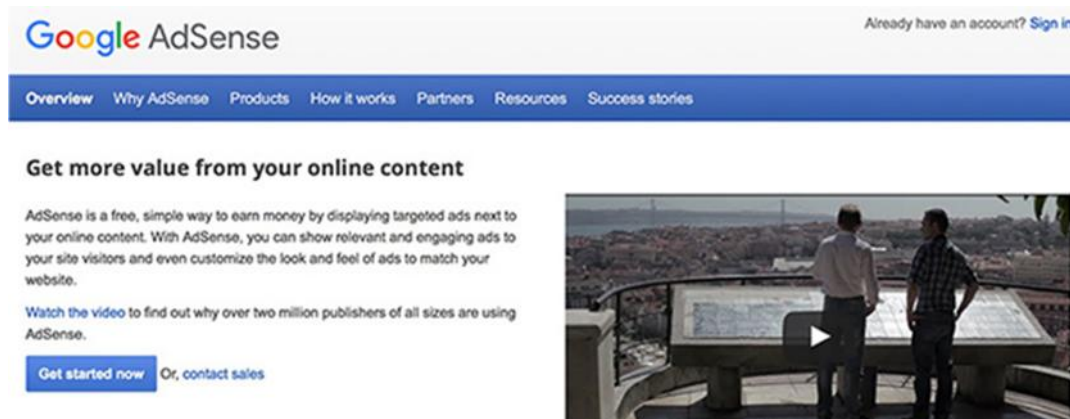 Google AdSense
Already have an account? Sign in
Overview Why AdSense Products How it works Partners Resources Success stories
Get more value from your online content
AdSense is a free, simple way to earn money by displaying targeted ads next to
your online content. With AdSense, you can show relevant and engaging ads to
your site visitors and even customize the look and feel of ads to match your
website.
Watch the video to find out why over two million publishers of all sizes are using
AdSense.
Get started now Or, contact sales